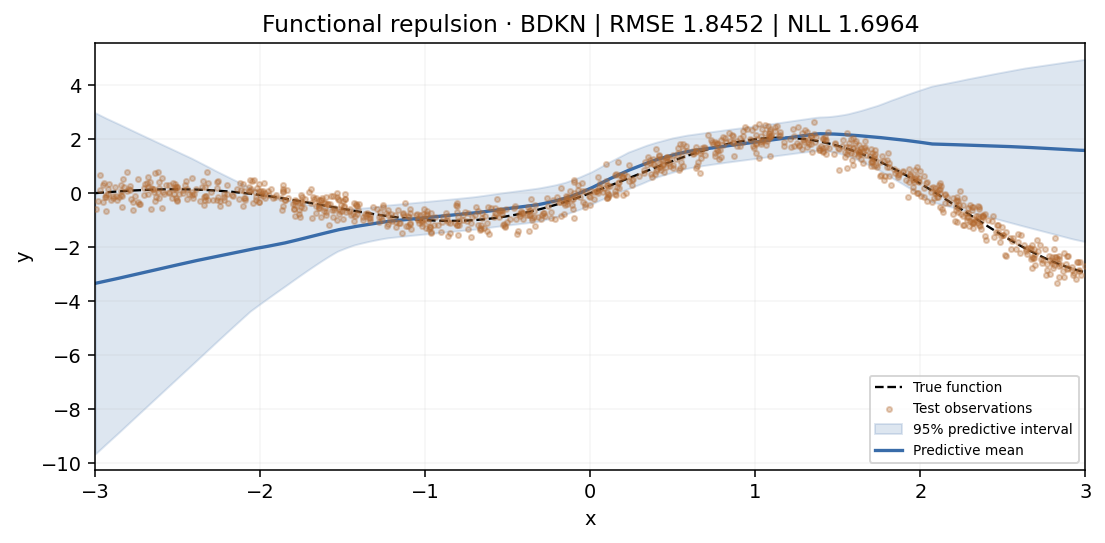 Functional repulsion · BDKN | RMSE 1.8452 | NLL 1.6964
y
4
2
0
−2
−4
−6
−8
−10
True function
Test observations
95% predictive interval
Predictive mean
−3 −2 −1 0 1 2 3
x